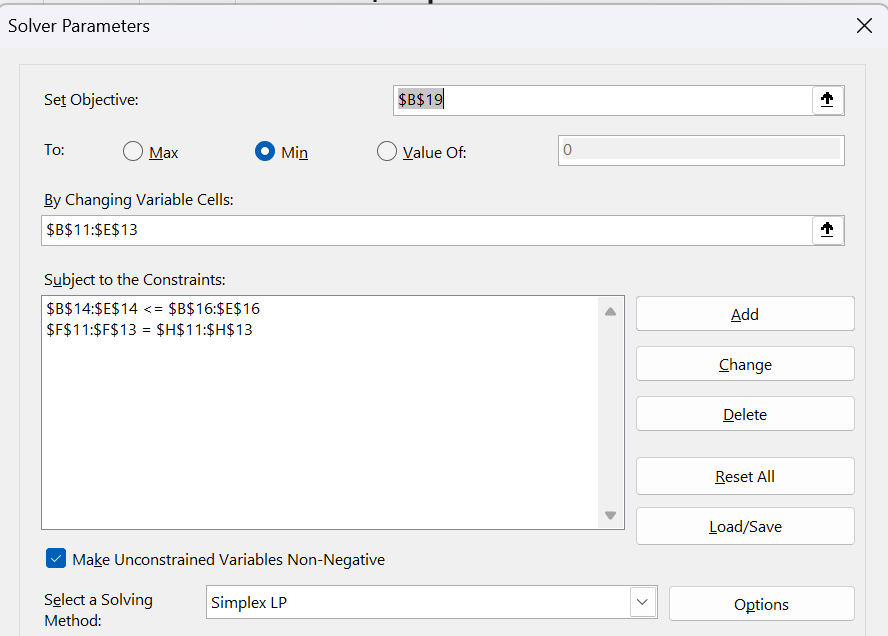 Solver Parameters
Set Objective:
$B$19
To:
Max
Min
Value Of:
0
By Changing Variable Cells:
$B$11:$E$13
Subject to the Constraints:
$B$14:$E$14 <= $B$16:$E$16
$F$11:$F$13 = $H$11:$H$13
Add
Change
Delete
Reset All
Load/Save
Make Unconstrained Variables Non-Negative
Select a Solving
Method:
Simplex LP
Options